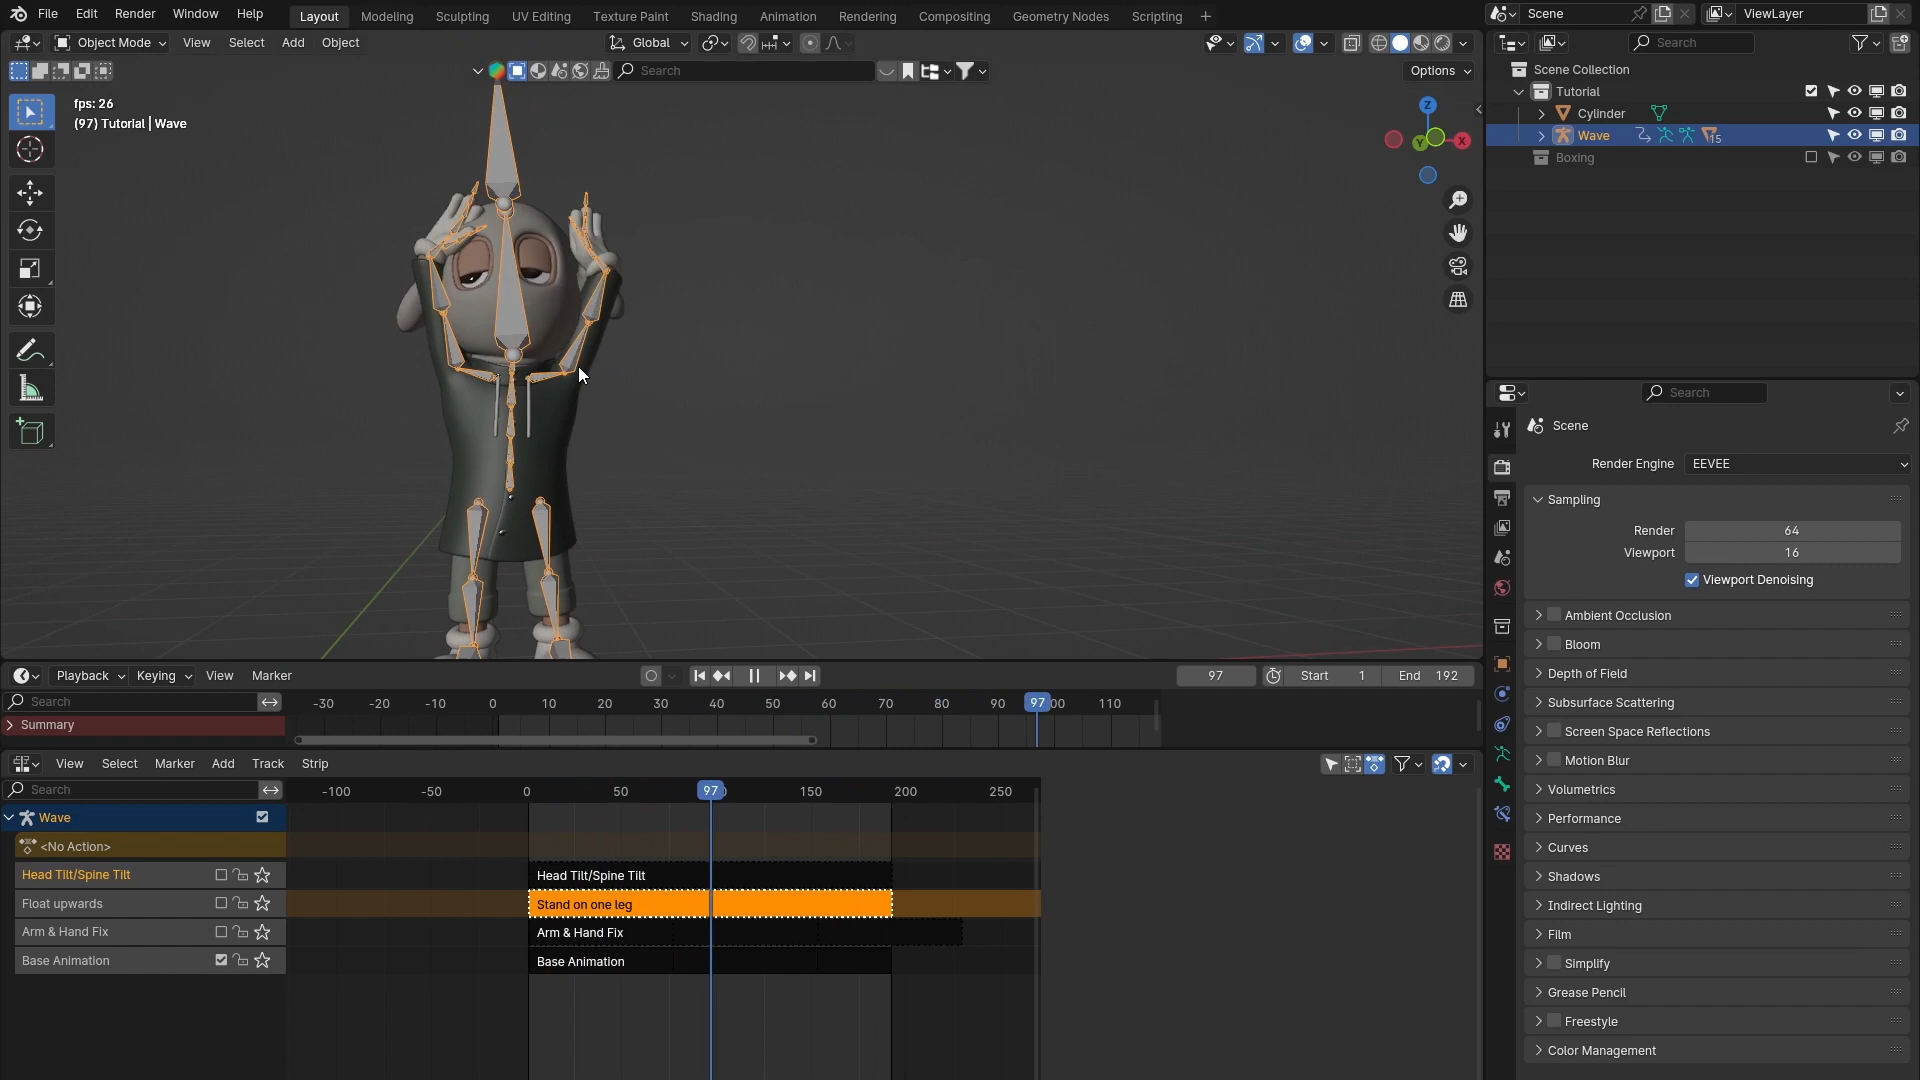 File Edit Render Window Help
Layout Modeling Sculpting UV Editing Texture Paint Shading Animation Rendering Compositing Geometry Nodes Scripting +
Scene
ViewLayer
Object Mode View Select Add Object
Global
Search
Search
Options
fps: 26
(97) Tutorial | Wave
Z
Y
X
Scene Collection
Tutorial
Cylinder
Wave
15
Boxing
Search
Scene
Render Engine EEVEE
Sampling
Render 64
Viewport 16
Viewport Denoising
Ambient Occlusion
Bloom
Depth of Field
Subsurface Scattering
Screen Space Reflections
Motion Blur
Volumetrics
Performance
Curves
Shadows
Indirect Lighting
Film
Simplify
Grease Pencil
Freestyle
Color Management
Playback Keying View Marker
97 Start 1 End 192
Search
-30 -20 -10 0 10 20 30 40 50 60 70 80 90 97 00 110
Summary
View Select Marker Add Track Strip
Search
-100 -50 0 50 97 150 200 250
Wave
<No Action>
Head Tilt/Spine Tilt Head Tilt/Spine Tilt
Float upwards Stand on one leg
Arm & Hand Fix Arm & Hand Fix
Base Animation Base Animation